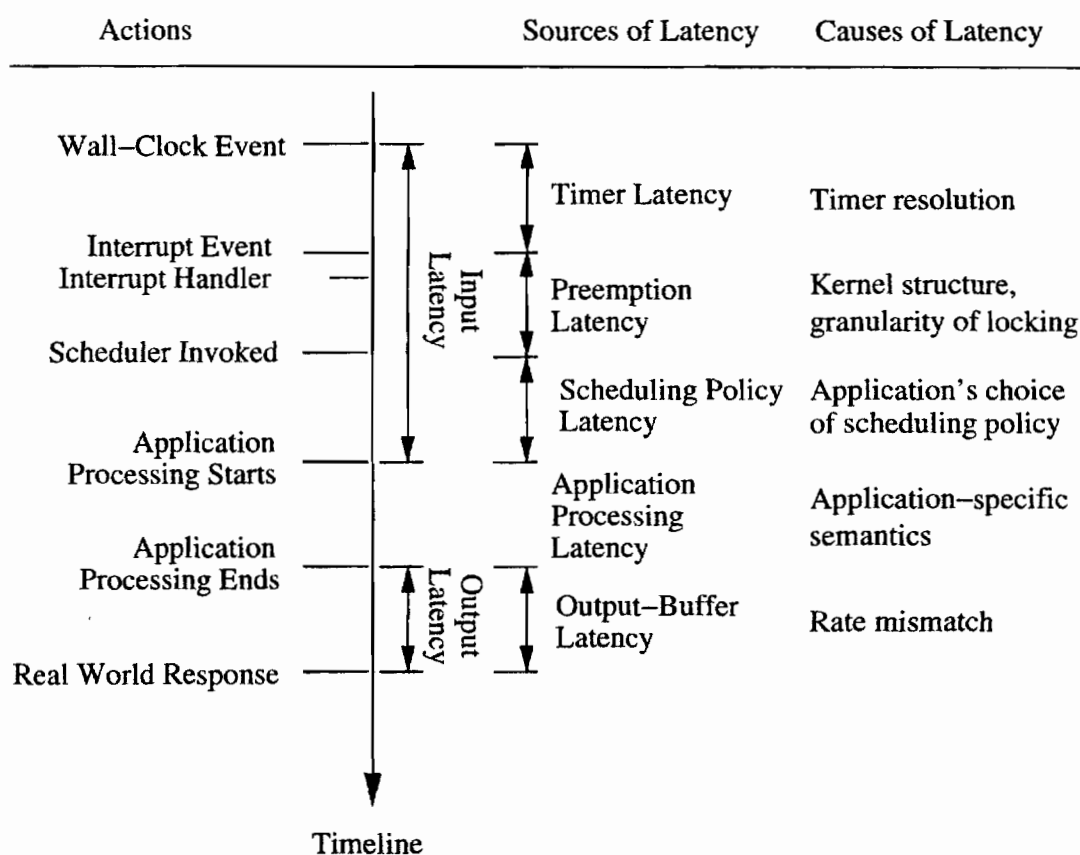 Actions
Sources of Latency
Causes of Latency
Wall–Clock Event
Timer Latency
Timer resolution
Interrupt Event
Interrupt Handler
Input
Latency
Preemption
Latency
Kernel structure,
granularity of locking
Scheduler Invoked
Scheduling Policy
Latency
Application's choice
of scheduling policy
Application
Processing Starts
Application
Processing
Latency
Application–specific
semantics
Application
Processing Ends
Output
Latency
Output–Buffer
Latency
Rate mismatch
Real World Response
Timeline